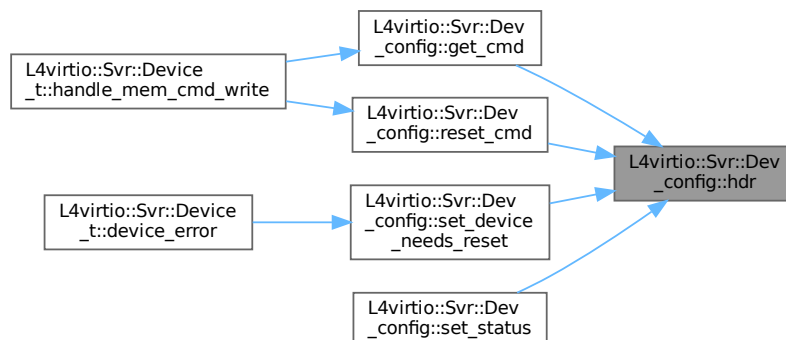 L4virtio::Svr::Dev
_config::get_cmd
L4virtio::Svr::Device
_t::handle_mem_cmd_write
L4virtio::Svr::Dev
_config::reset_cmd
L4virtio::Svr::Dev
_config::hdr
L4virtio::Svr::Dev
_config::set_device
_needs_reset
L4virtio::Svr::Device
_t::device_error
L4virtio::Svr::Dev
_config::set_status